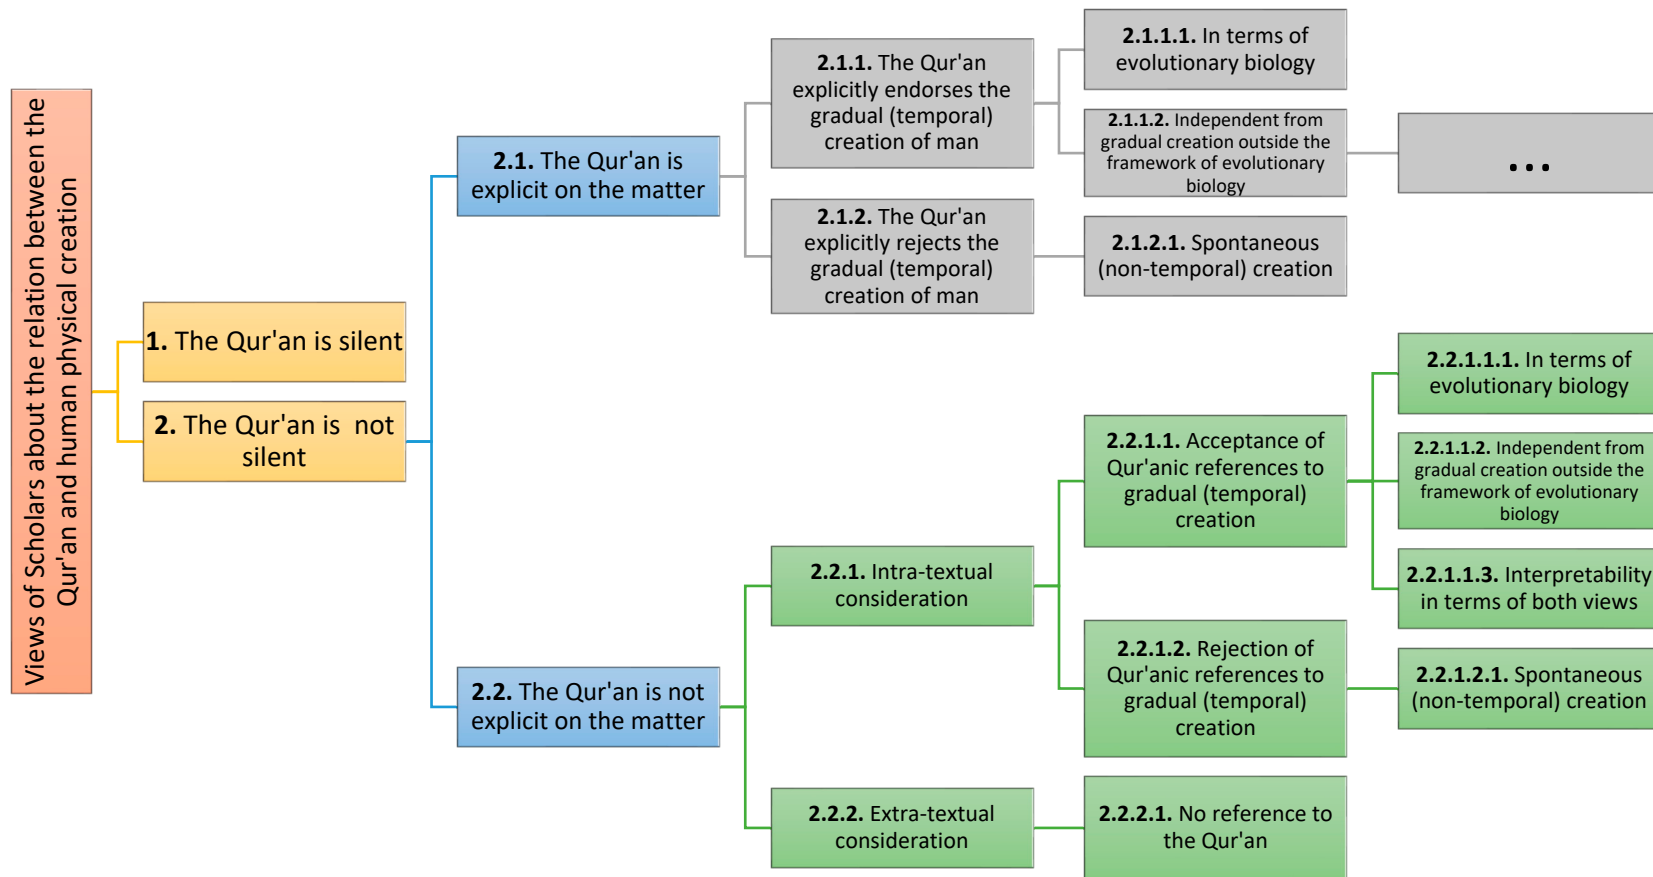 Views of Scholars about the relation between the
Qur'an and human physical creation
1. The Qur'an is silent
2. The Qur'an is  not
silent
2.1. The Qur'an is
explicit on the matter
2.2. The Qur'an is not
explicit on the matter
2.1.1. The Qur'an
explicitly endorses the
gradual (temporal)
creation of man
2.1.2. The Qur'an
explicitly rejects the
gradual (temporal)
creation of man
2.1.1.1. In terms of
evolutionary biology
2.1.1.2. Independent from
gradual creation outside the
framework of evolutionary
biology
...
2.1.2.1. Spontaneous
(non-temporal) creation
2.2.1. Intra-textual
consideration
2.2.2. Extra-textual
consideration
2.2.1.1. Acceptance of
Qur'anic references to
gradual (temporal)
creation
2.2.1.2. Rejection of
Qur'anic references to
gradual (temporal)
creation
2.2.2.1. No reference to
the Qur'an
2.2.1.1.1. In terms of
evolutionary biology
2.2.1.1.2. Independent from
gradual creation outside the
framework of evolutionary
biology
2.2.1.1.3. Interpretability
in terms of both views
2.2.1.2.1. Spontaneous
(non-temporal) creation